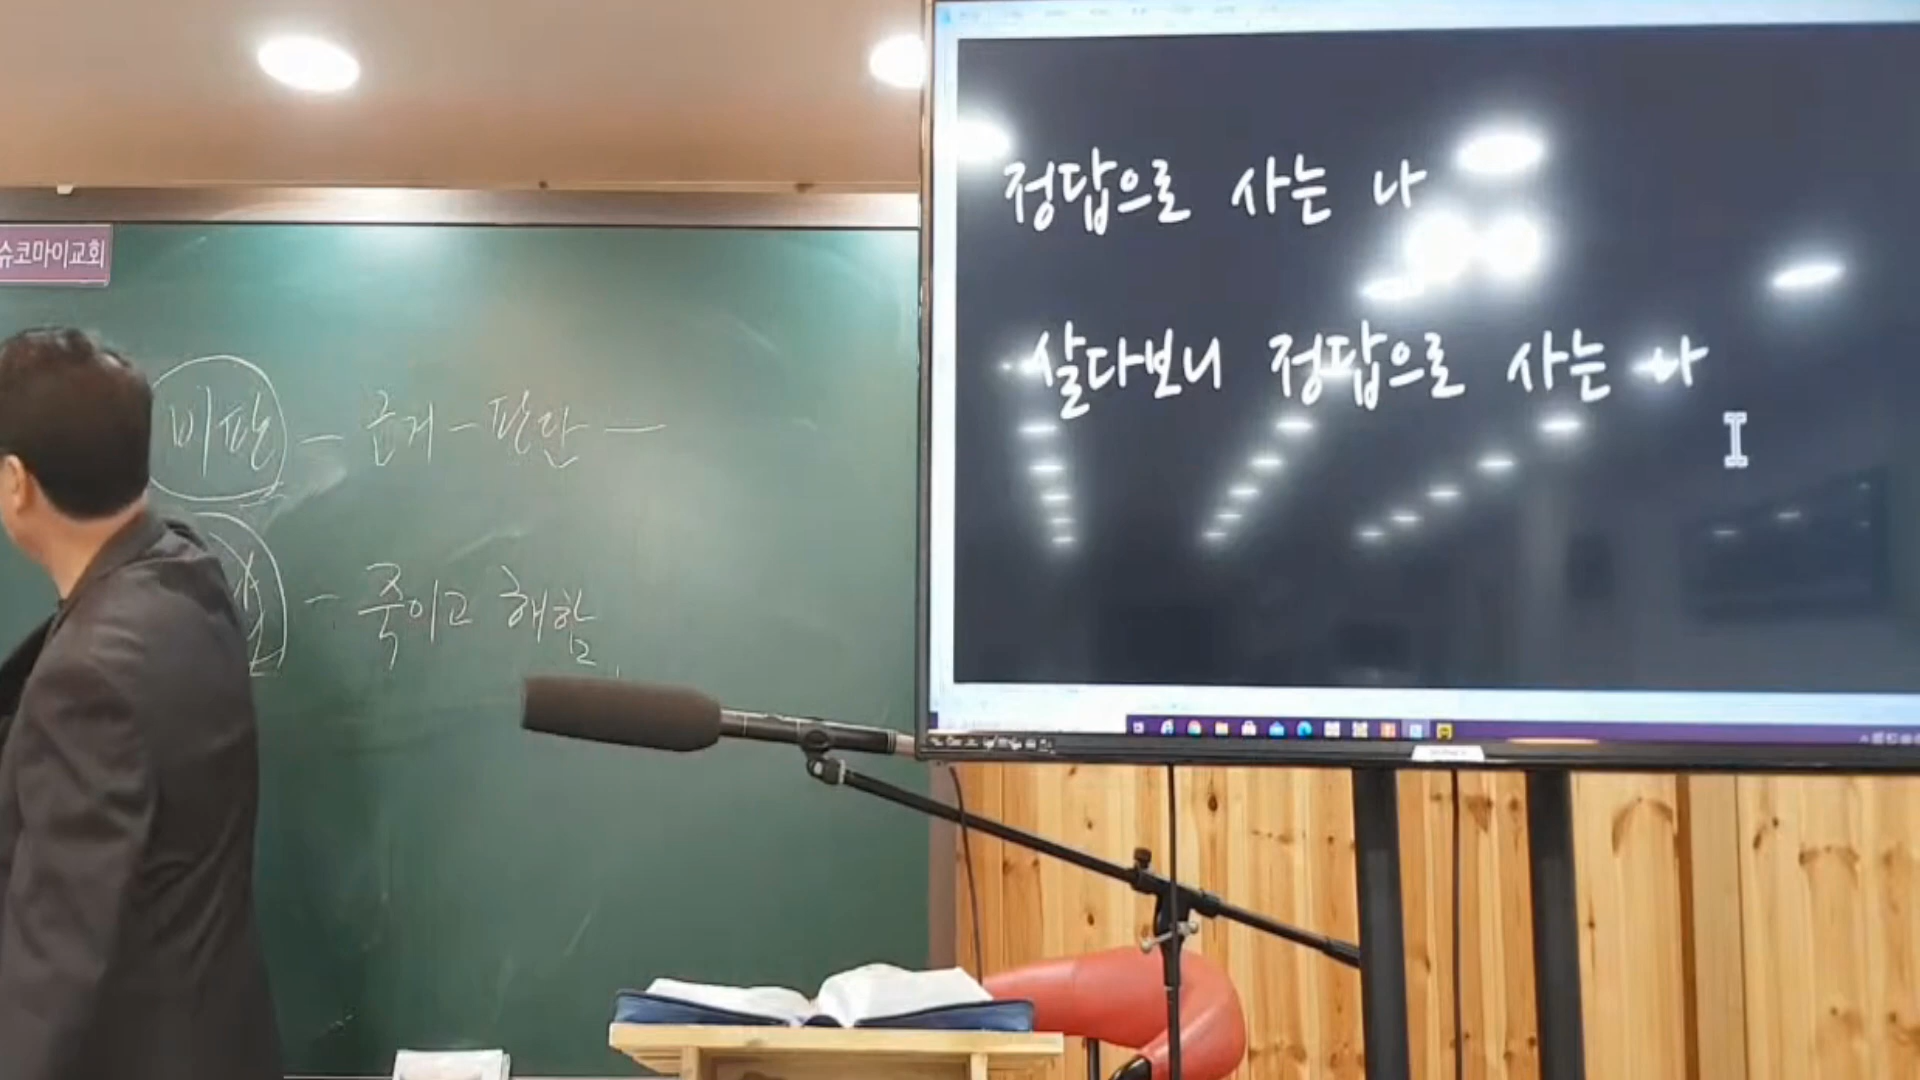 슈코마이교회
비판 - 근거 - 판단 -
- 죽이고 해함
정답으로 사는 나
살다보니 정답으로 사는 나